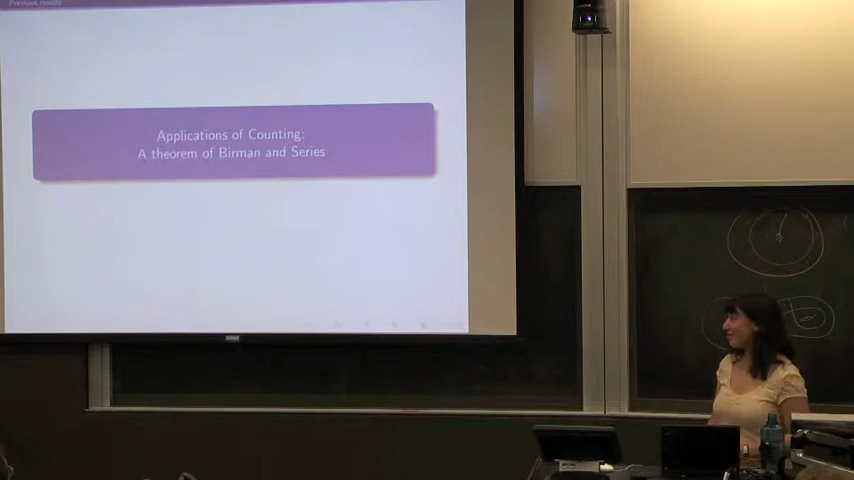 Previous results
Applications of Counting:
A theorem of Birman and Series